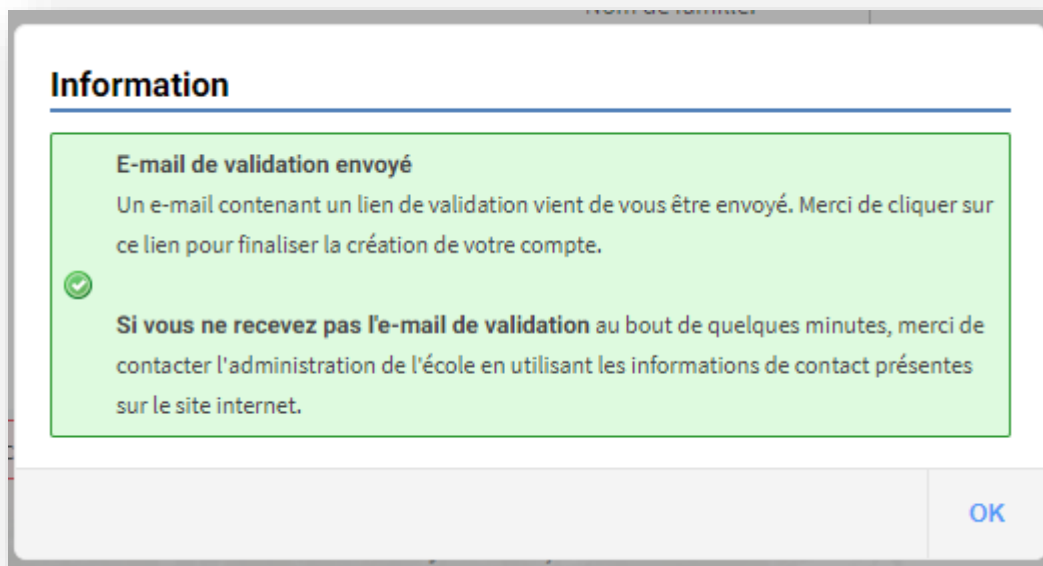 Information
E-mail de validation envoyé
Un e-mail contenant un lien de validation vient de vous être envoyé. Merci de cliquer sur
ce lien pour finaliser la création de votre compte.
Si vous ne recevez pas l'e-mail de validation au bout de quelques minutes, merci de
contacter l'administration de l'école en utilisant les informations de contact présentes
sur le site internet.
OK